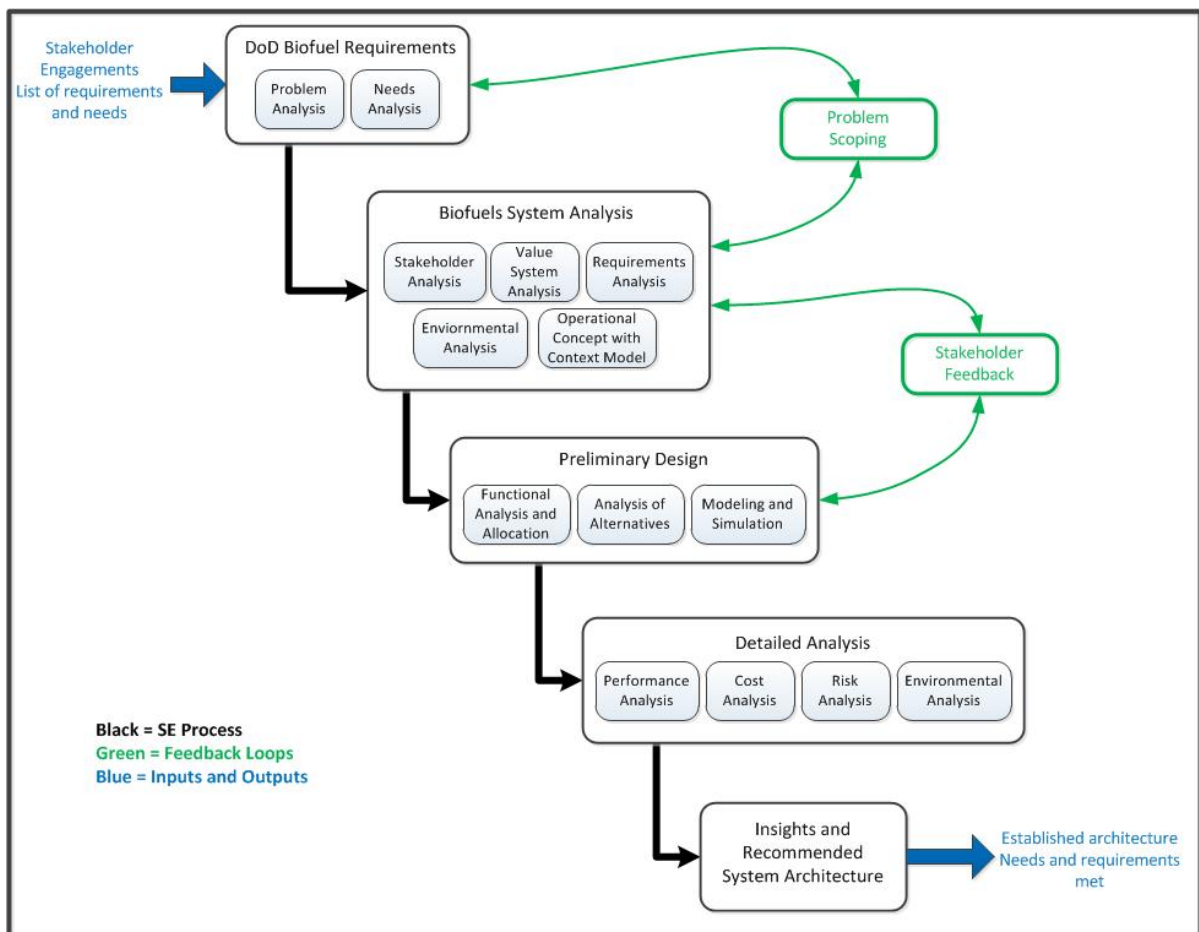 Stakeholder
Engagements
List of requirements
and needs
DoD Biofuel Requirements
Problem
Analysis
Needs
Analysis
Problem
Scoping
Biofuels System Analysis
Stakeholder
Analysis
Value
System
Analysis
Requirements
Analysis
Enviornmental
Analysis
Operational
Concept with
Context Model
Stakeholder
Feedback
Preliminary Design
Functional
Analysis and
Allocation
Analysis of
Alternatives
Modeling and
Simulation
Detailed Analysis
Performance
Analysis
Cost
Analysis
Risk
Analysis
Environmental
Analysis
Black = SE Process
Green = Feedback Loops
Blue = Inputs and Outputs
Insights and
Recommended
System Architecture
Established architecture
Needs and requirements
met